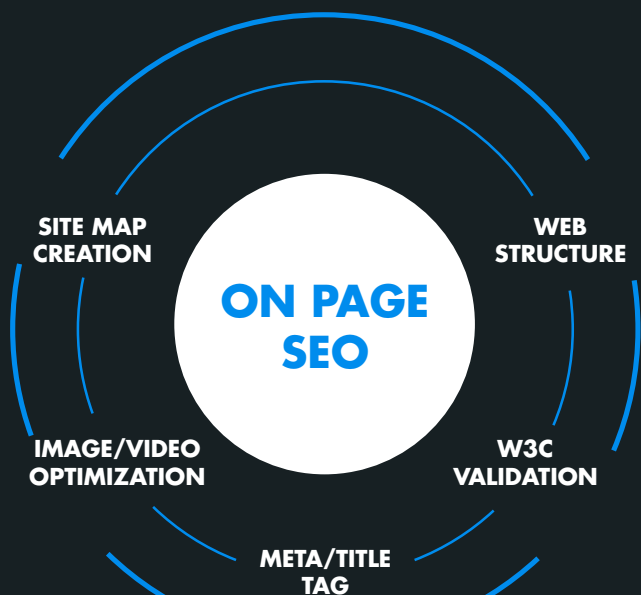 SITE MAP
CREATION
WEB
STRUCTURE
ON PAGE
SEO
IMAGE/VIDEO
OPTIMIZATION
W3C
VALIDATION
META/TITLE
TAG